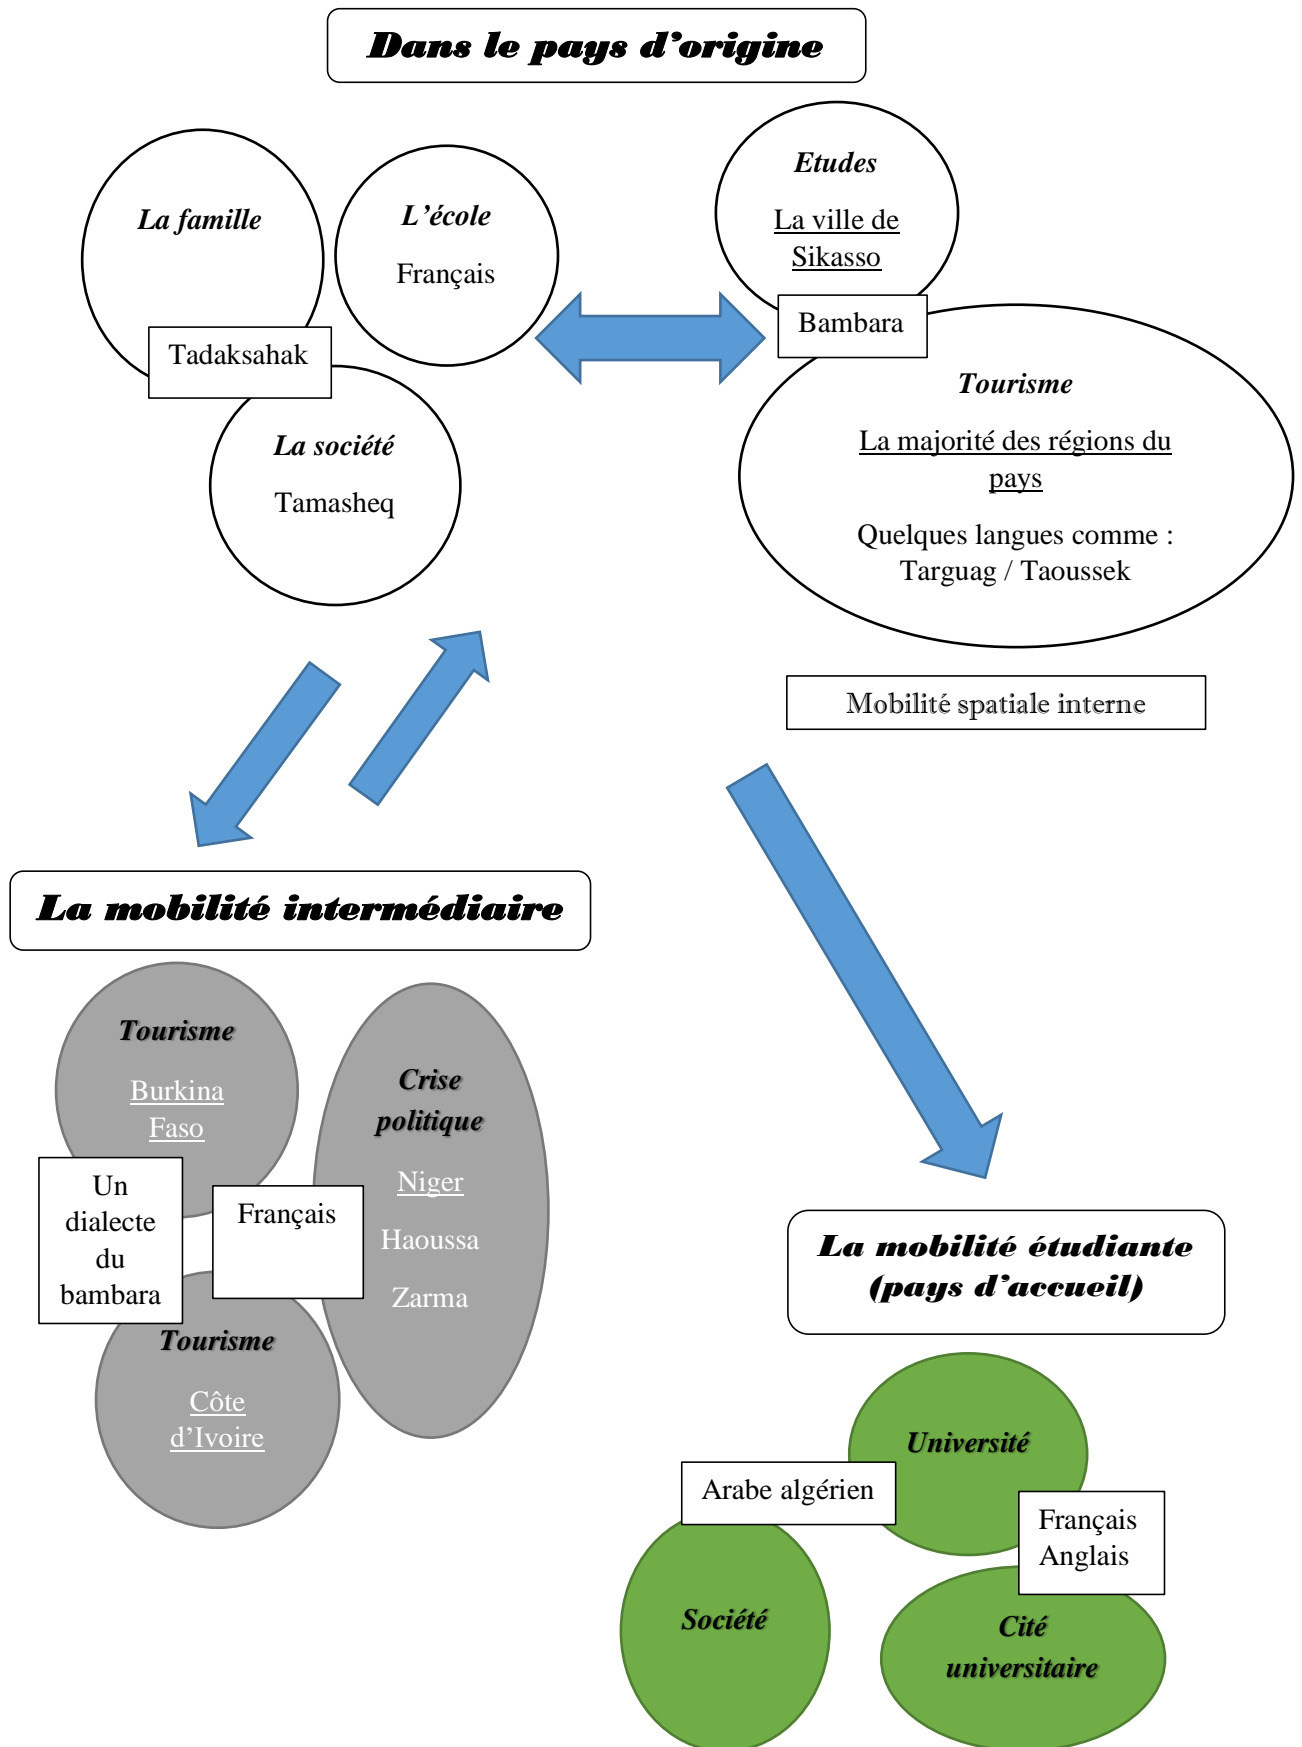 Dans le pays d’origine
La famille
L’école
Français
Tadaksahak
La société
Tamasheq
Etudes
La ville de
Sikasso
Bambara
Tourisme
La majorité des régions du
pays
Quelques langues comme :
Targuag / Taoussek
Mobilité spatiale interne
La mobilité intermédiaire
Tourisme
Burkina
Faso
Un
dialecte
du
bambara
Français
Crise
politique
Niger
Haoussa
Zarma
Tourisme
Côte
d’Ivoire
La mobilité étudiante
(pays d’accueil)
Université
Arabe algérien
Français
Anglais
Société
Cité
universitaire